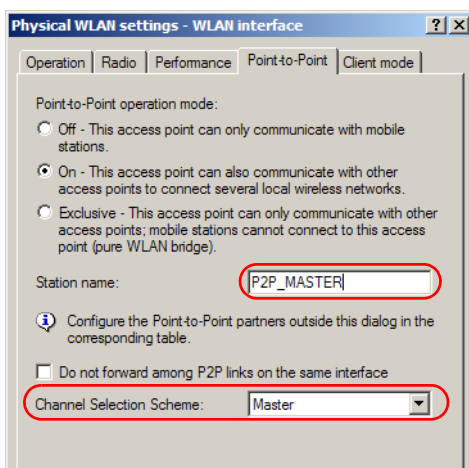 Physical WLAN settings - WLAN interface
Operation Radio Performance Point-to-Point Client mode
Point-to-Point operation mode:
Off - This access point can only communicate with mobile
stations.
On - This access point can also communicate with other
access points to connect several local wireless networks.
Exclusive - This access point can only communicate with other
access points; mobile stations cannot connect to this access
point (pure WLAN bridge).
Station name: P2P_MASTER
Configure the Point-to-Point partners outside this dialog in the
corresponding table.
Do not forward among P2P links on the same interface
Channel Selection Scheme: Master